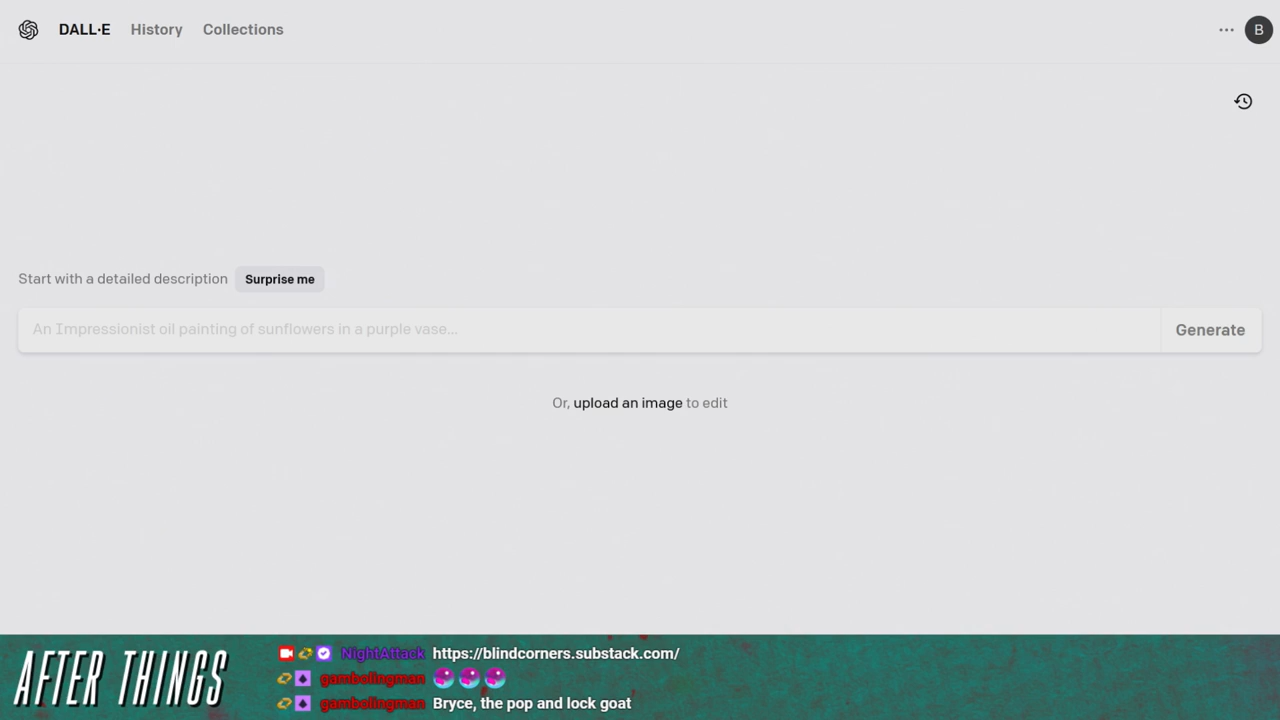 DALL·E History Collections B
Start with a detailed description Surprise me
An Impressionist oil painting of sunflowers in a purple vase... Generate
Or, upload an image to edit
AFTER THINGS
NightAttack https://blindcorners.substack.com/
gambolingman
gambolingman Bryce, the pop and lock goat